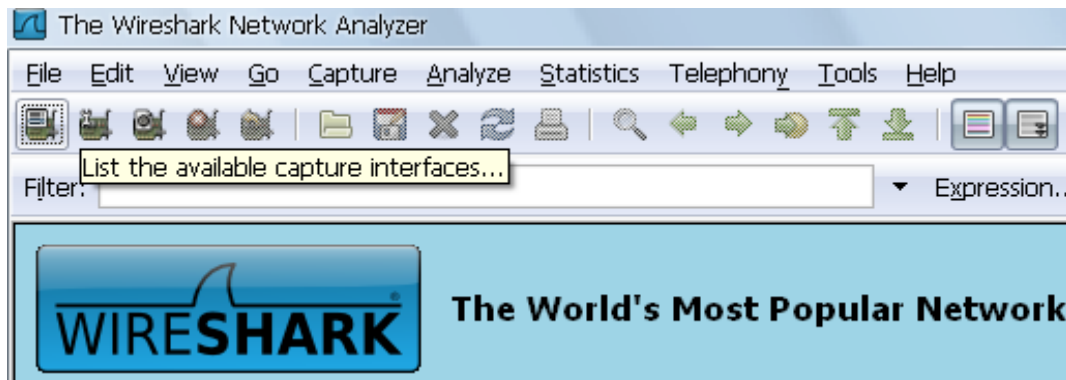 The Wireshark Network Analyzer
File Edit View Go Capture Analyze Statistics Telephony Tools Help
List the available capture interfaces...
Filter: Expression..
WIRESHARK ®
The World's Most Popular Network